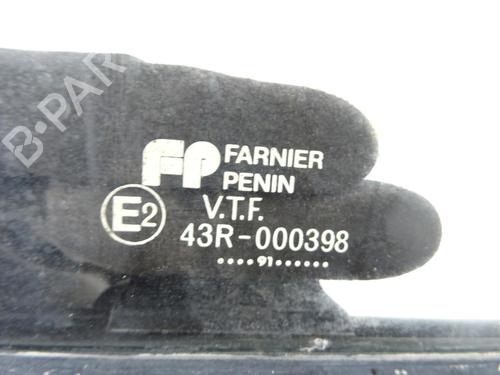 B-PAR
FP FARNIER
PENIN
V.T.F.
E2
43R-000398
....91......